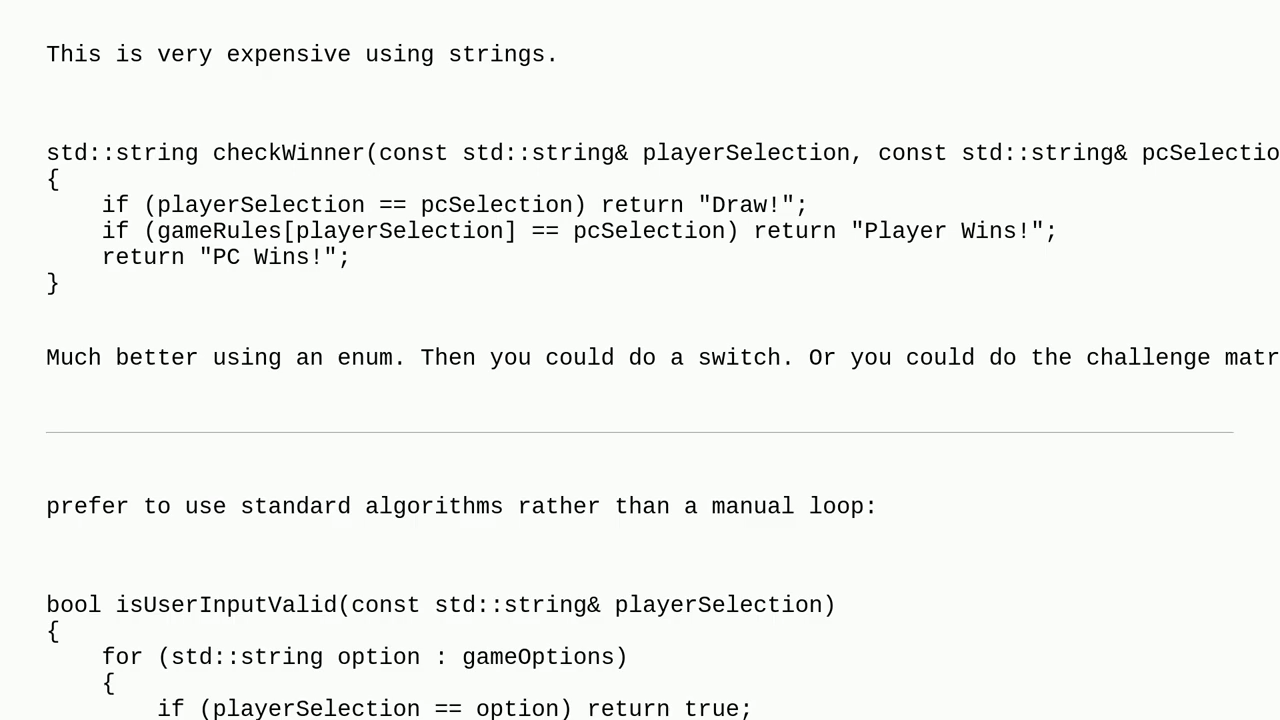 This is very expensive using strings.
std::string checkWinner(const std::string& playerSelection, const std::string& pcSelectio
{
    if (playerSelection == pcSelection) return "Draw!";
    if (gameRules[playerSelection] == pcSelection) return "Player Wins!";
    return "PC Wins!";
}
Much better using an enum. Then you could do a switch. Or you could do the challenge matr
prefer to use standard algorithms rather than a manual loop:
bool isUserInputValid(const std::string& playerSelection)
{
    for (std::string option : gameOptions)
    {
        if (playerSelection == option) return true;